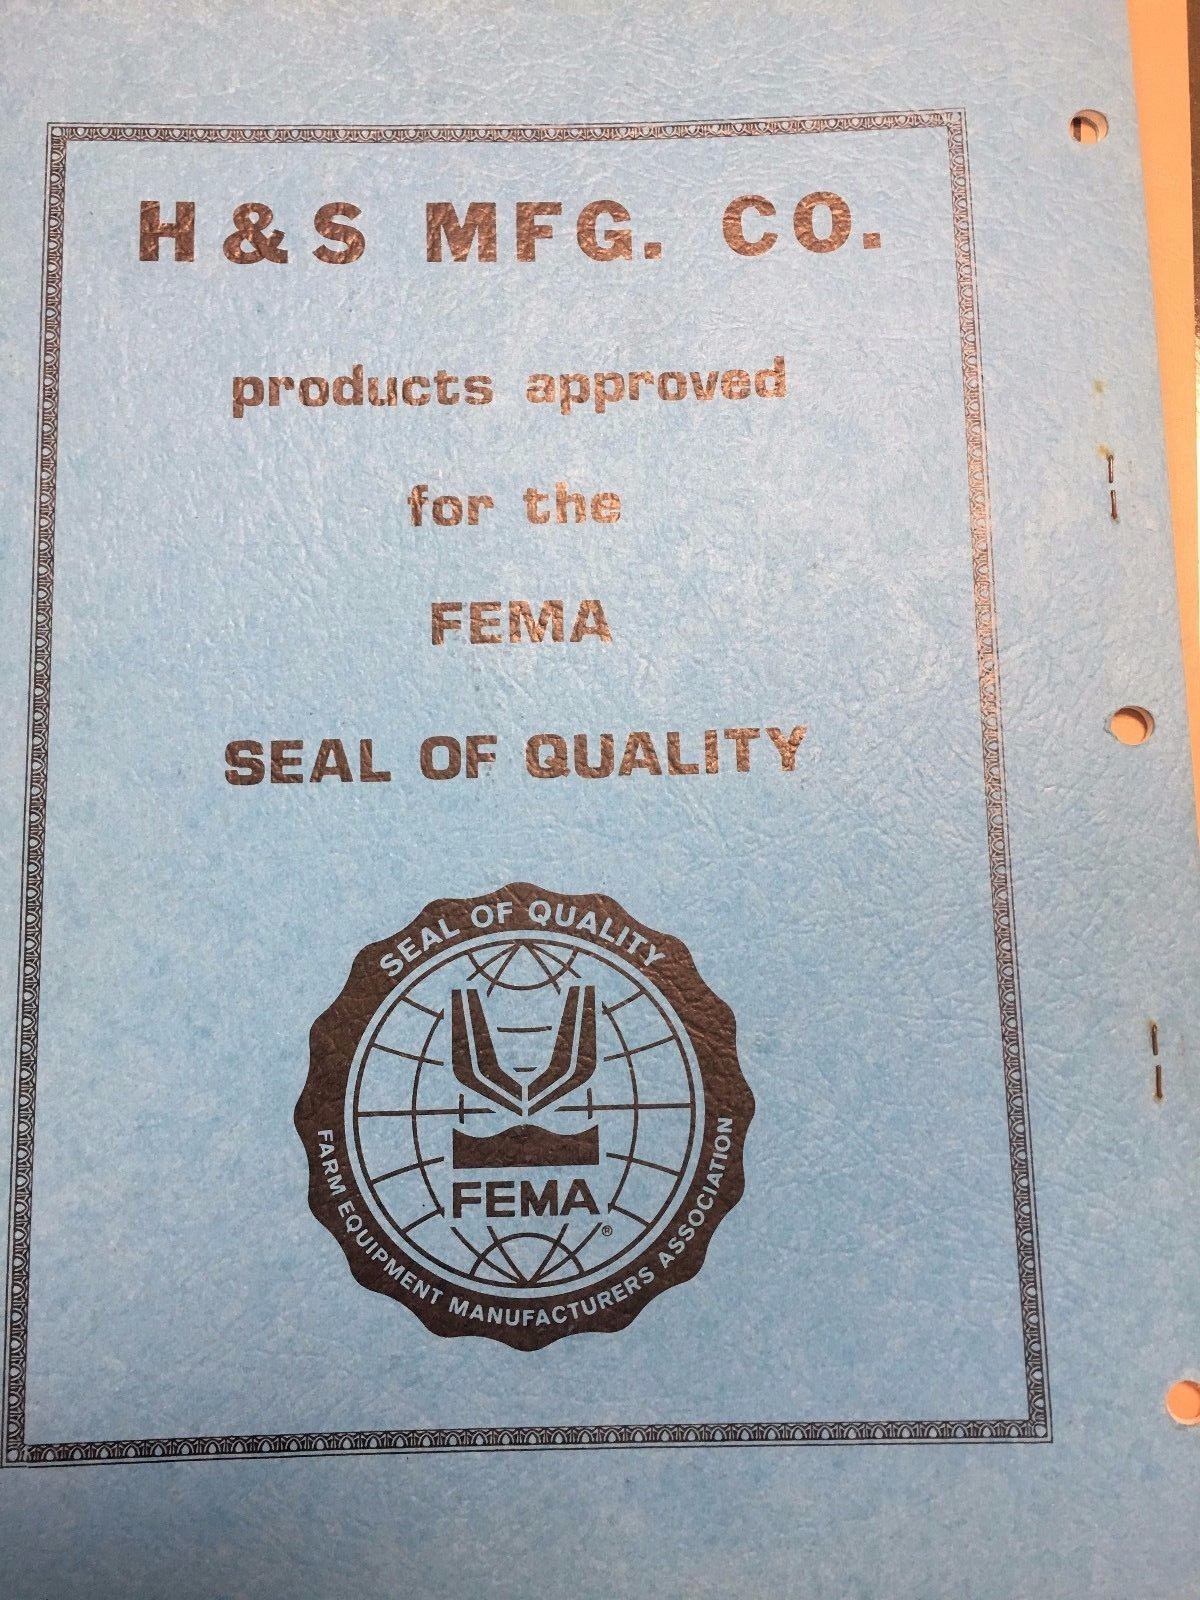 H & S MFG. CO.
products approved
for the
FEMA
SEAL OF QUALITY
SEAL OF QUALITY
FEMA
®
FARM EQUIPMENT MANUFACTURERS ASSOCIATION